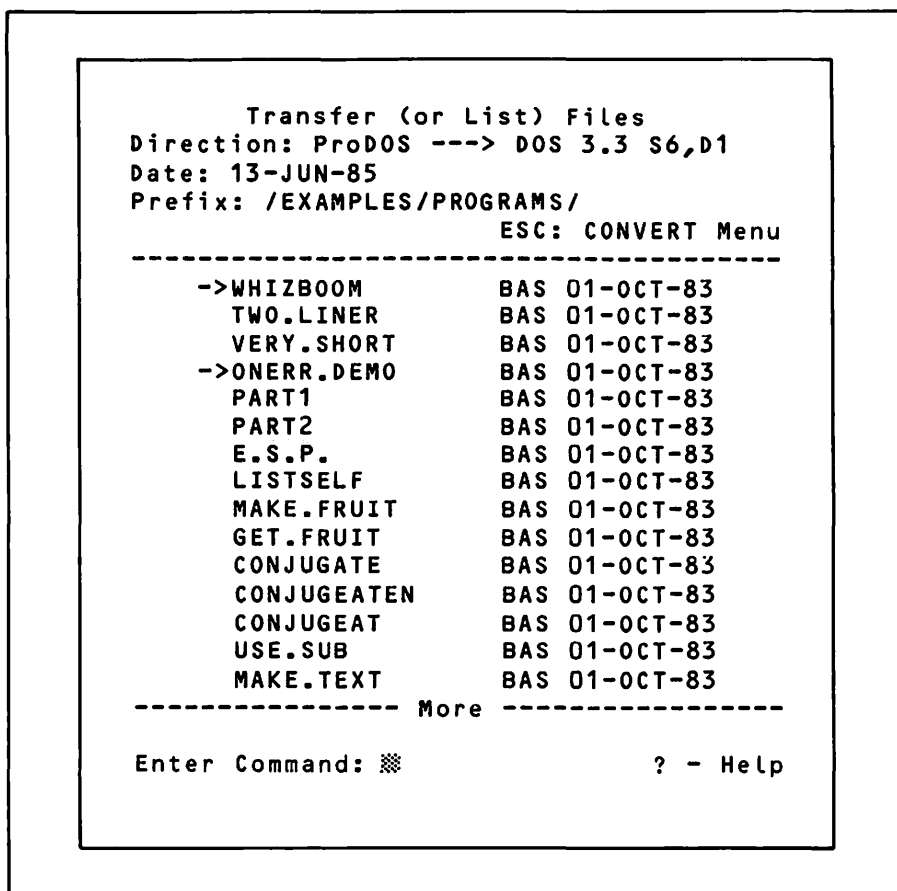 Transfer (or List) Files
Direction: ProDOS ---> DOS 3.3 S6,D1
Date: 13-JUN-85
Prefix: /EXAMPLES/PROGRAMS/
ESC: CONVERT Menu
---------------------------------------
->WHIZBOOM BAS 01-OCT-83
TWO.LINER BAS 01-OCT-83
VERY.SHORT BAS 01-OCT-83
->ONERR.DEMO BAS 01-OCT-83
PART1 BAS 01-OCT-83
PART2 BAS 01-OCT-83
E.S.P. BAS 01-OCT-83
LISTSELF BAS 01-OCT-83
MAKE.FRUIT BAS 01-OCT-83
GET.FRUIT BAS 01-OCT-83
CONJUGATE BAS 01-OCT-83
CONJUGEATEN BAS 01-OCT-83
CONJUGEAT BAS 01-OCT-83
USE.SUB BAS 01-OCT-83
MAKE.TEXT BAS 01-OCT-83
---------------- More -----------------
Enter Command: ? - Help